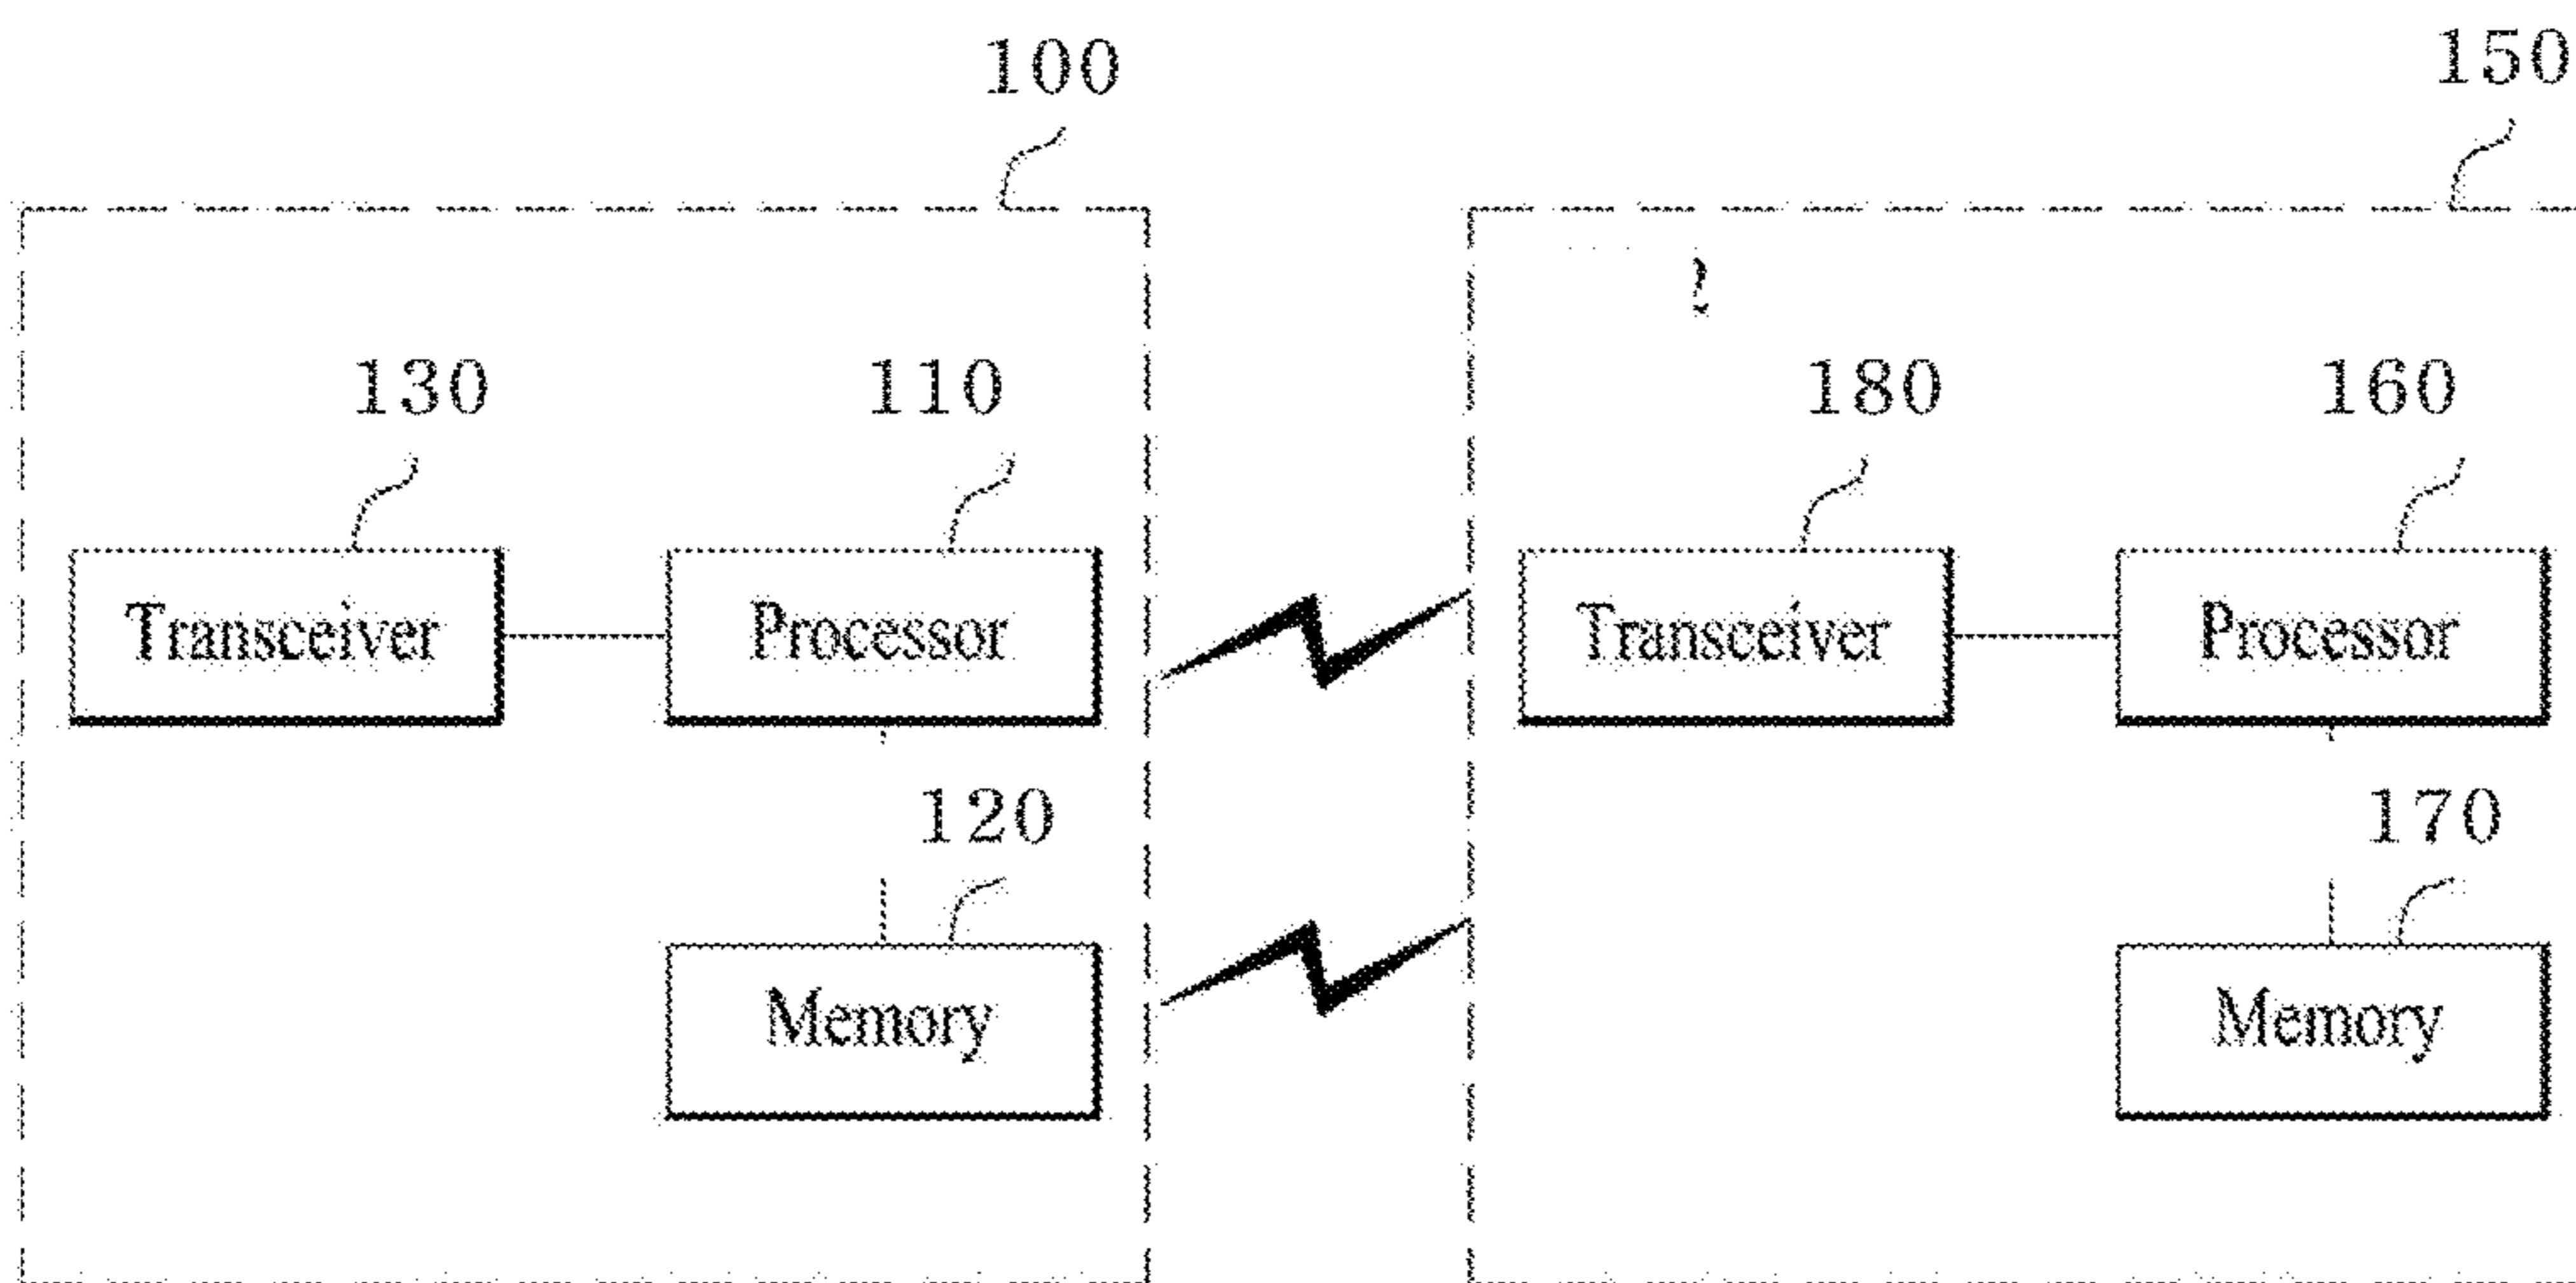 100 150
130 110 180 160
Transceiver Processor Transceiver Processor
120 170
Memory Memory